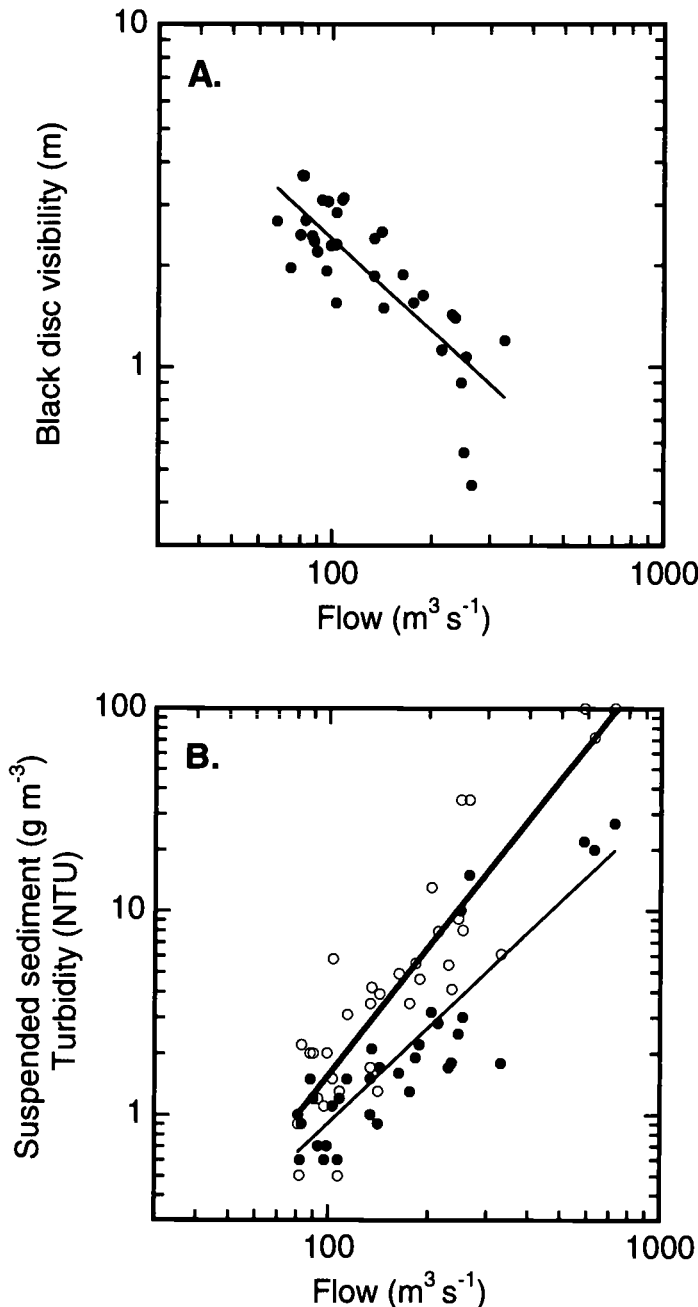 10
A.
Black disc visibility (m)
1
100
1000
Flow (m³ s⁻¹)
100
B.
Suspended sediment (g m⁻³)
Turbidity (NTU)
10
1
100
1000
Flow (m³ s⁻¹)